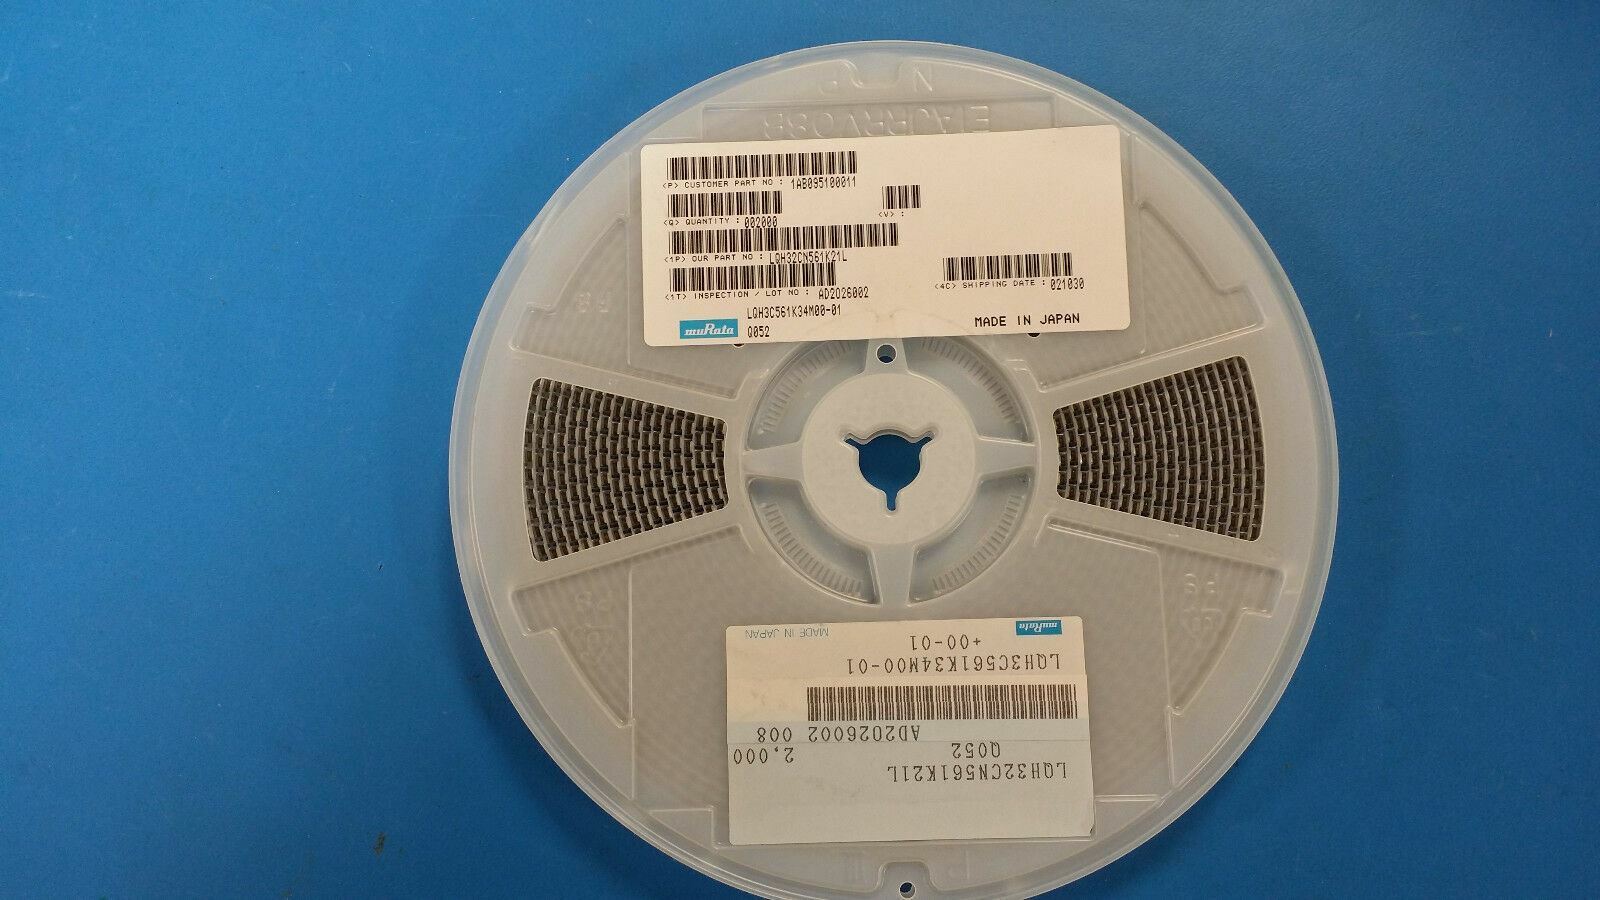 N P
EIAJRRV08B
<P> CUSTOMER PART NO : 1AB095100011
<Q> QUANTITY : 002000 <V> :
<1P> OUR PART NO : LQH32CN561K21L
<1T> INSPECTION / LOT NO : AD2026002 <4C> SHIPPING DATE : 021030
LQH3C561K34M00-01
muRata Q052 MADE IN JAPAN
muRata MADE IN JAPAN
+00-01
LQH3C561K34M00-01
AD2026002 008
Q052 2,000
LQH32CN561K21L